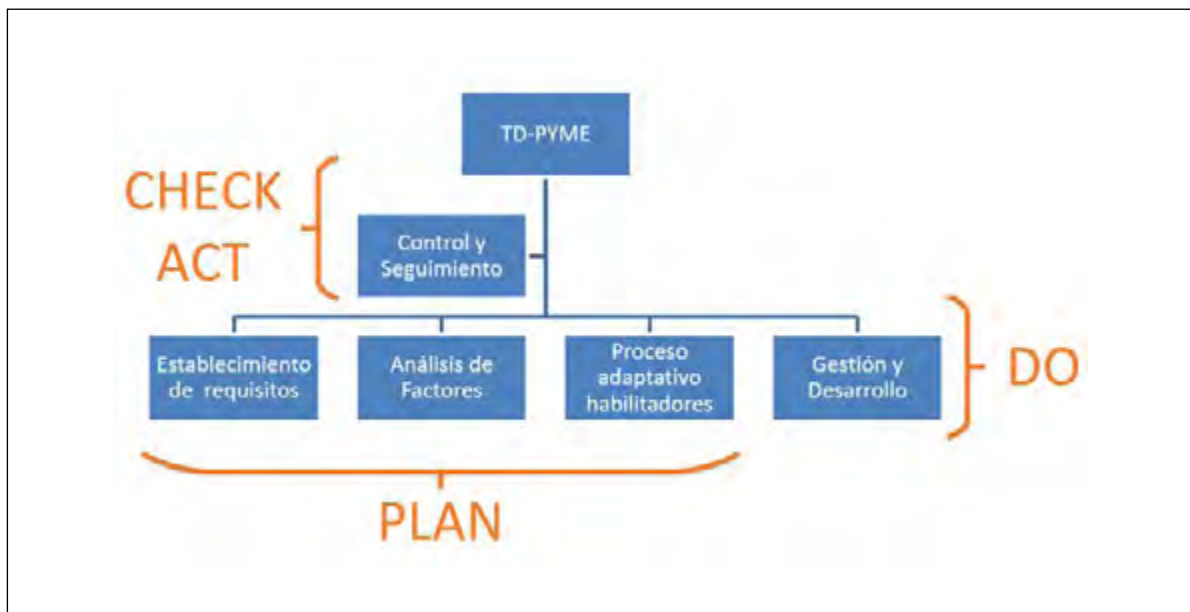 TD-PYME
CHECK
ACT
Control y
Seguimiento
Establecimiento
de requisitos
Análisis de
Factores
Proceso
adaptativo
habilitadores
Gestión y
Desarrollo
DO
PLAN